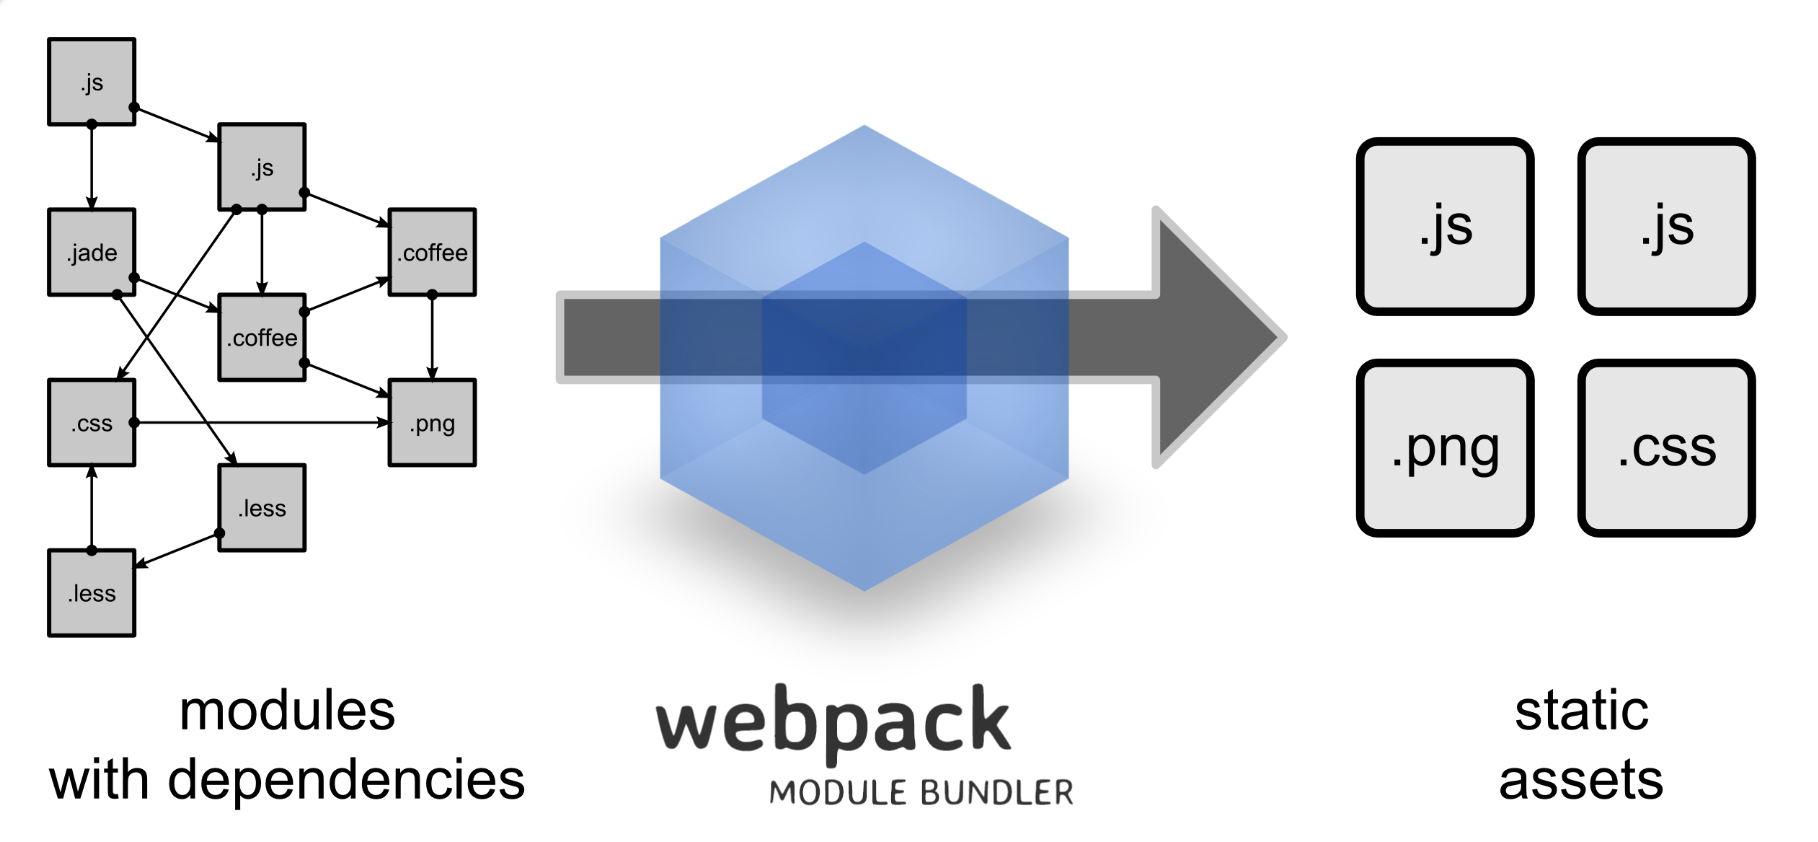 .js
.js
.jade
.coffee
.coffee
.css
.png
.less
.less
modules
with dependencies
webpack
MODULE BUNDLER
.js
.js
.png
.css
static
assets